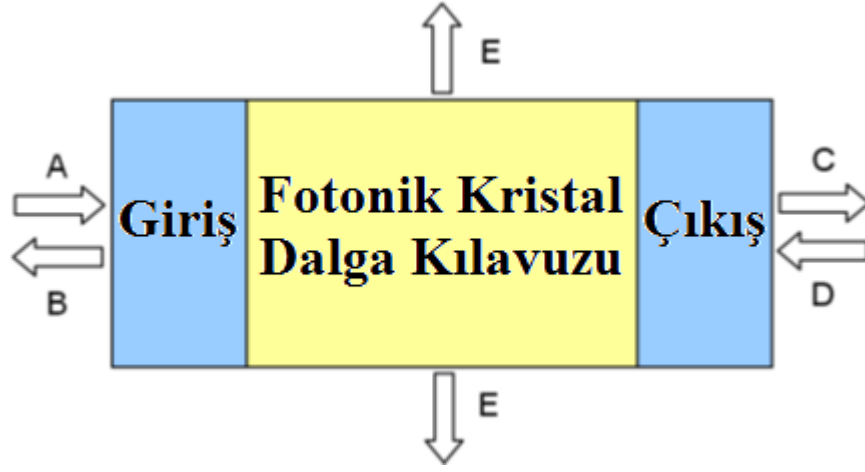 E
A
C
Giriş
Fotonik Kristal
Dalga Kılavuzu
Çıkış
B
D
E